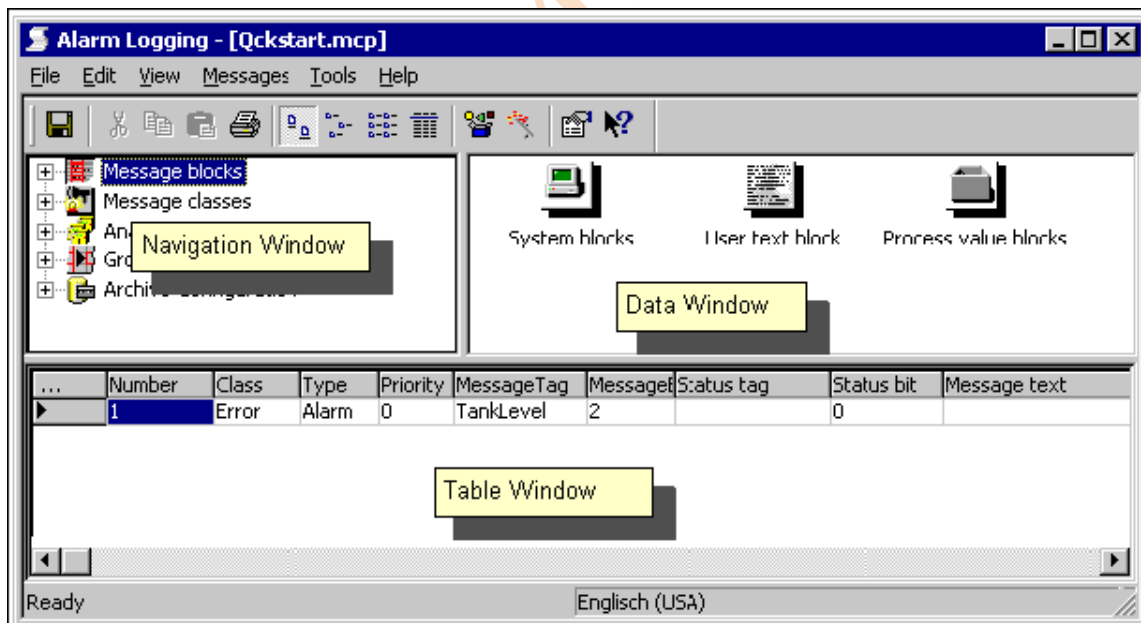 Alarm Logging - [Qckstart.mcp]
File Edit View Messages Tools Help
Message blocks
Message classes
Navigation Window
System blocks
User text block
Process value blocks
Data Window
... Number Class Type Priority MessageTag Status tag Status bit Message text
1 Error Alarm 0 TankLevel 2 0
Table Window
Ready
Englisch (USA)